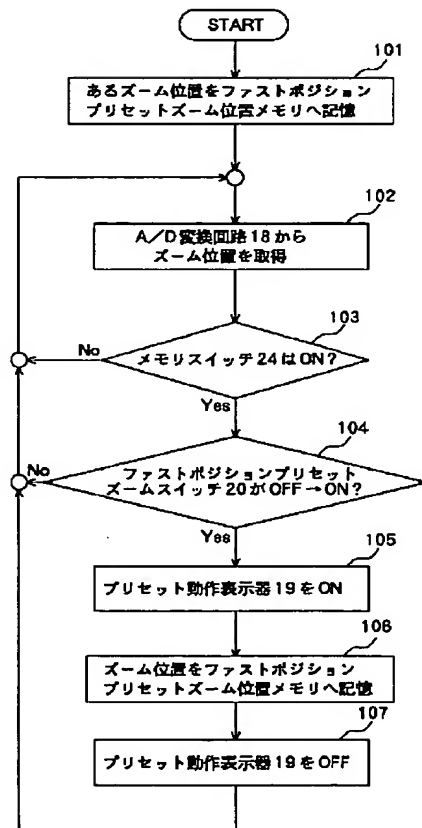 START
101
あるズーム位置をファストポジション
プリセットズーム位置メモリへ記憶
102
A/D変換回路18から
ズーム位置を取得
103
No
メモリスイッチ24はON?
Yes
104
No
ファストポジションプリセット
ズームスイッチ20がOFF→ON?
Yes
105
プリセット動作表示器19をON
106
ズーム位置をファストポジション
プリセットズーム位置メモリへ記憶
107
プリセット動作表示器19をOFF